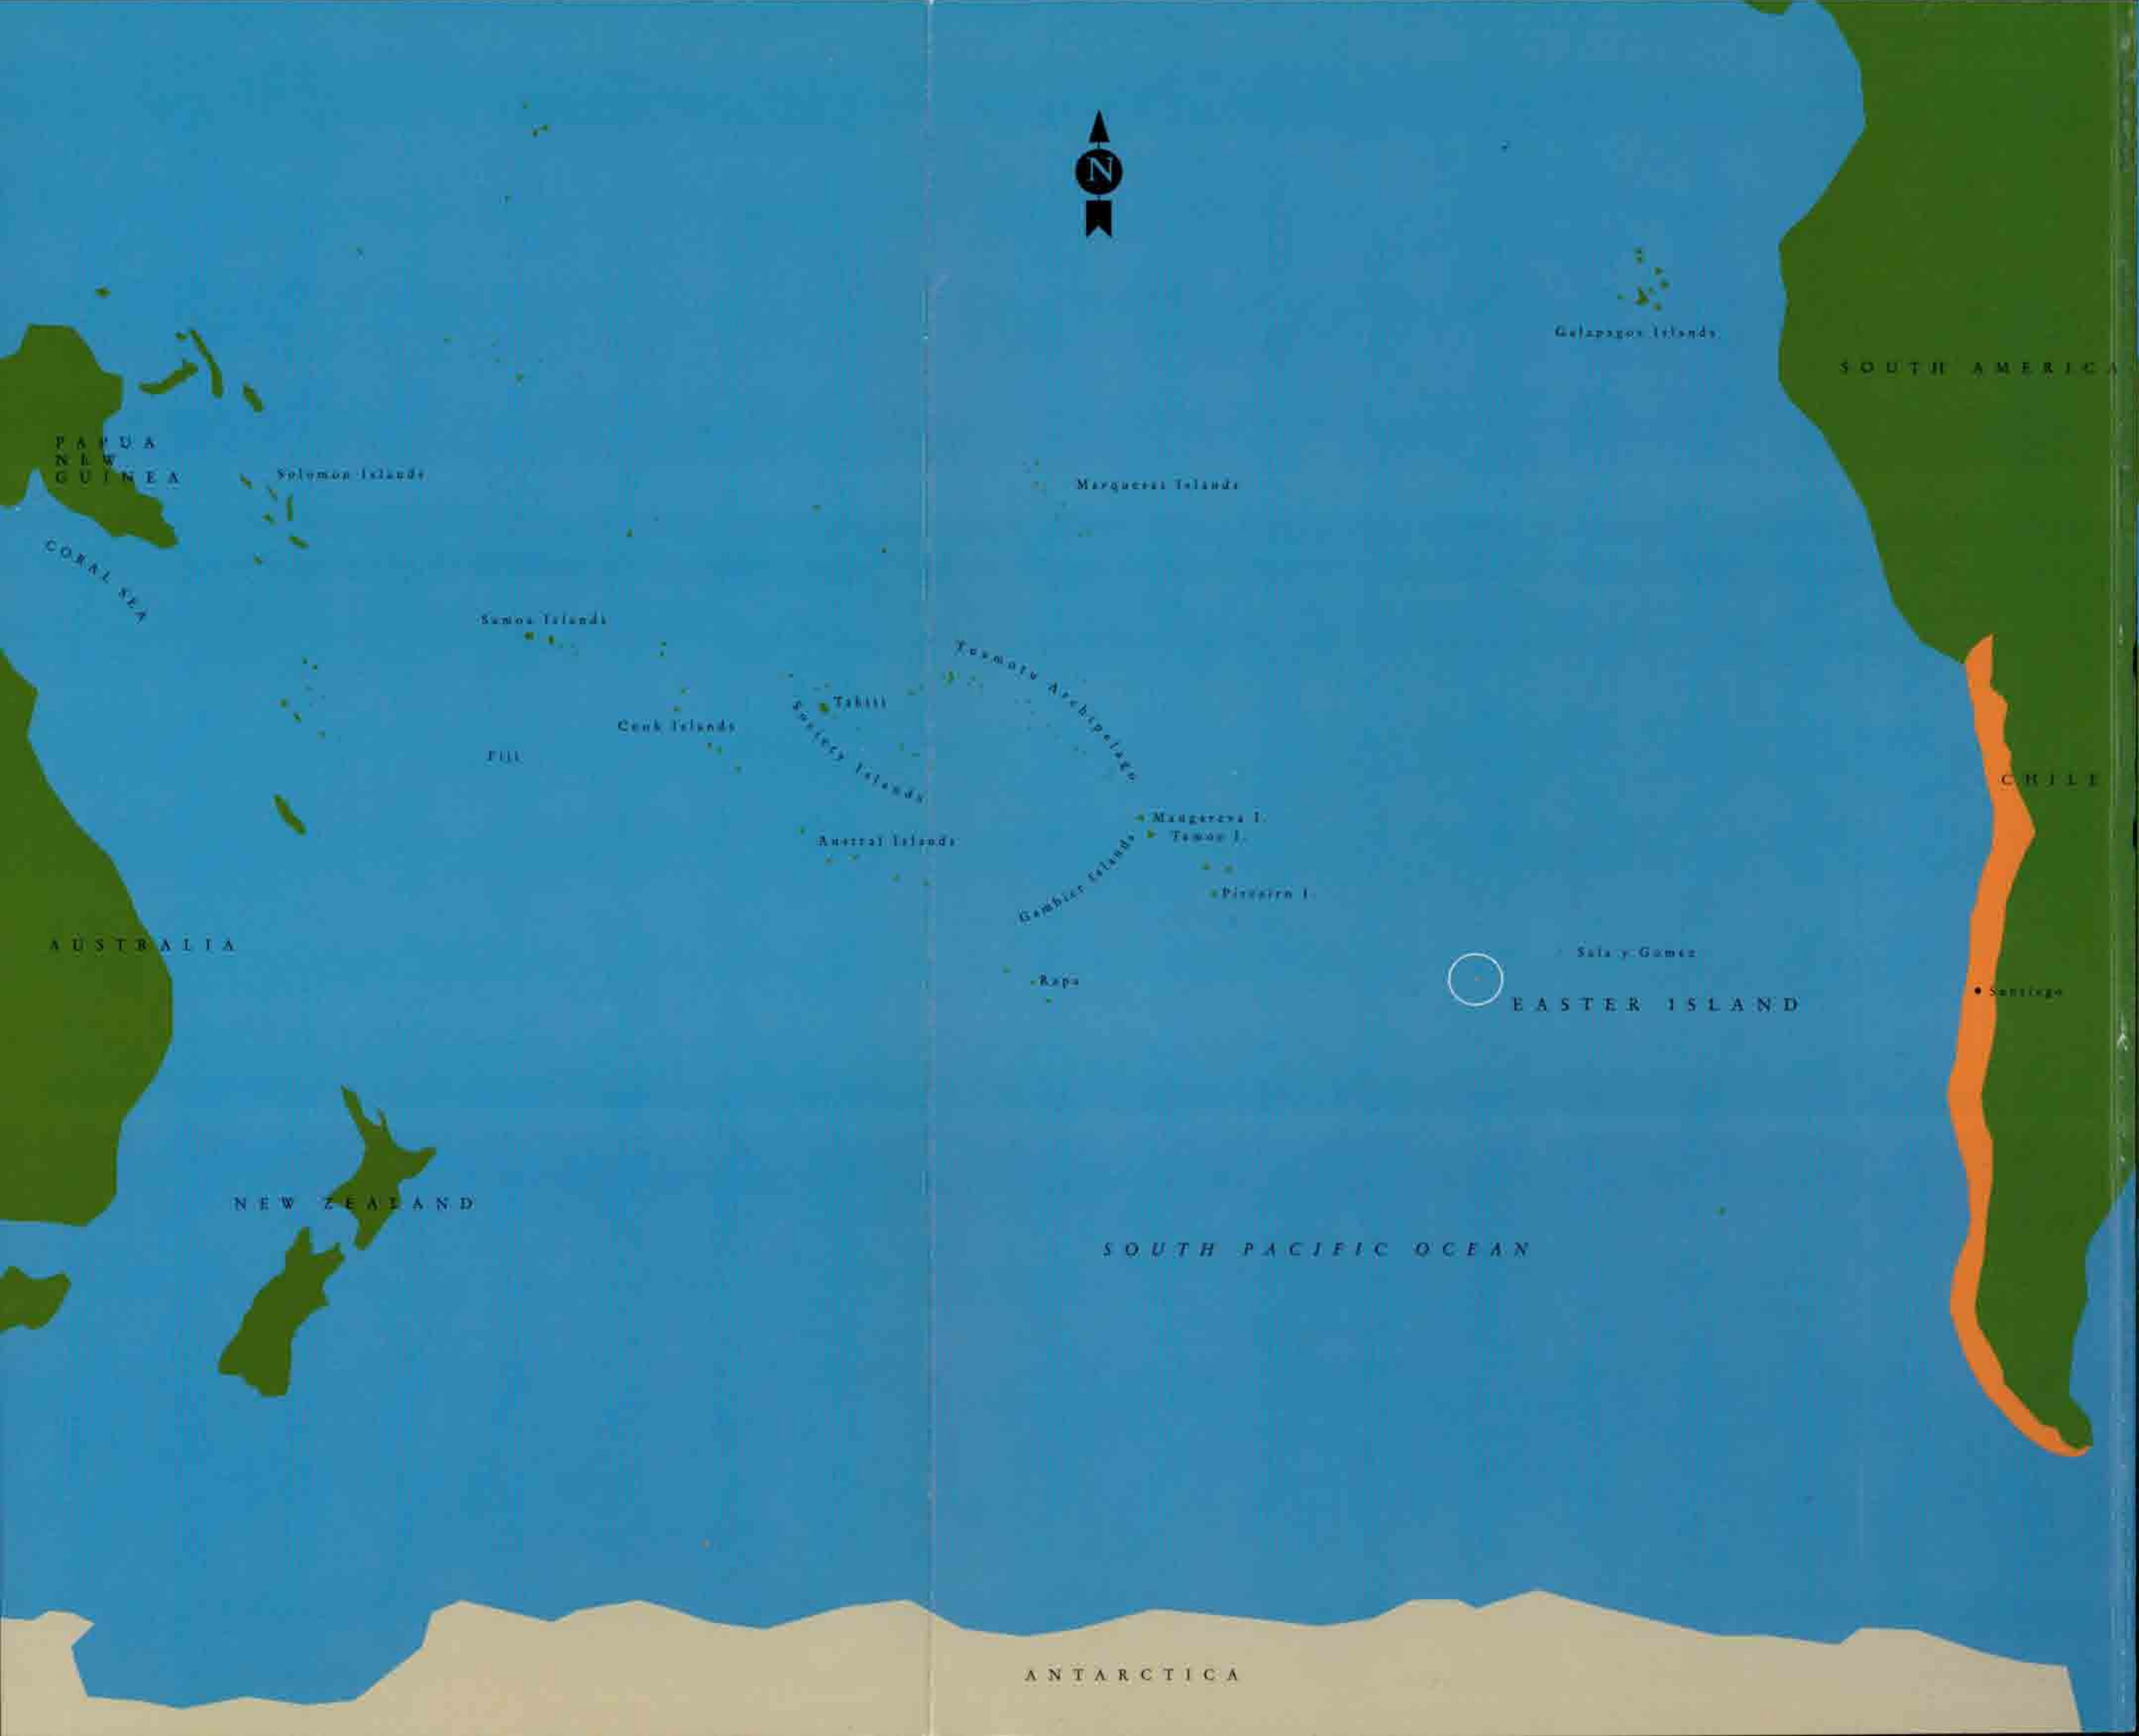 N
Galapagos Islands
SOUTH AMERICA
PAPUA
NEW
GUINEA
Solomon Islands
Marquesas Islands
CORAL SEA
Samoa Islands
Tuamotu Archipelago
Tahiti
Society Islands
Cook Islands
Fiji
CHILE
Mangareva I.
Temoe I.
Austral Islands
Gambier Islands
Pitcairn I.
AUSTRALIA
Sala y Gomez
Rapa
Santiago
EASTER ISLAND
NEW ZEALAND
SOUTH PACIFIC OCEAN
ANTARCTICA